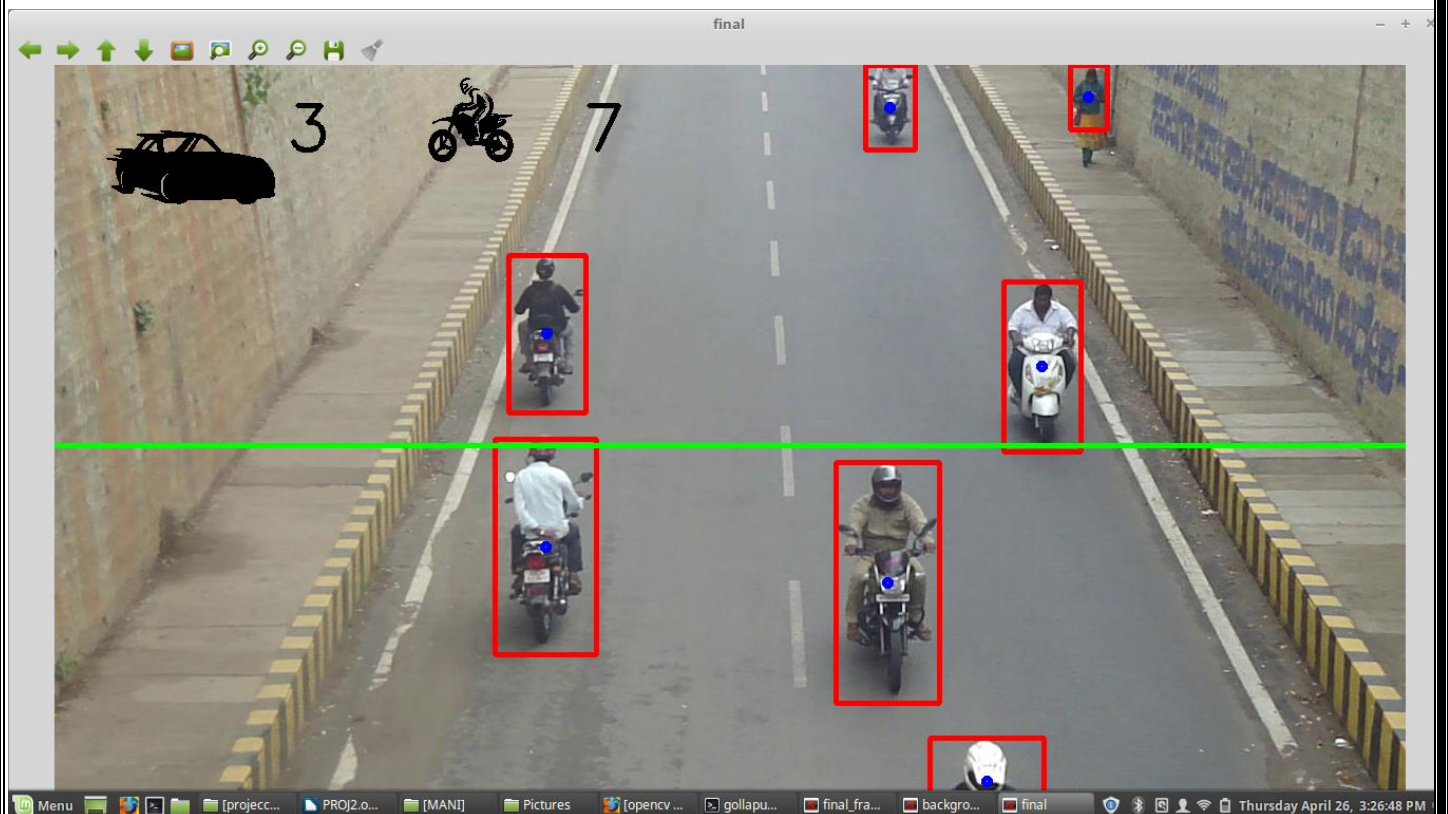 final
3 7
Menu [projecc... PROJ2.o... [MANI] Pictures [opencv ... gollapu... final_fra... backgro... final Thursday April 26, 3:26:48 PM